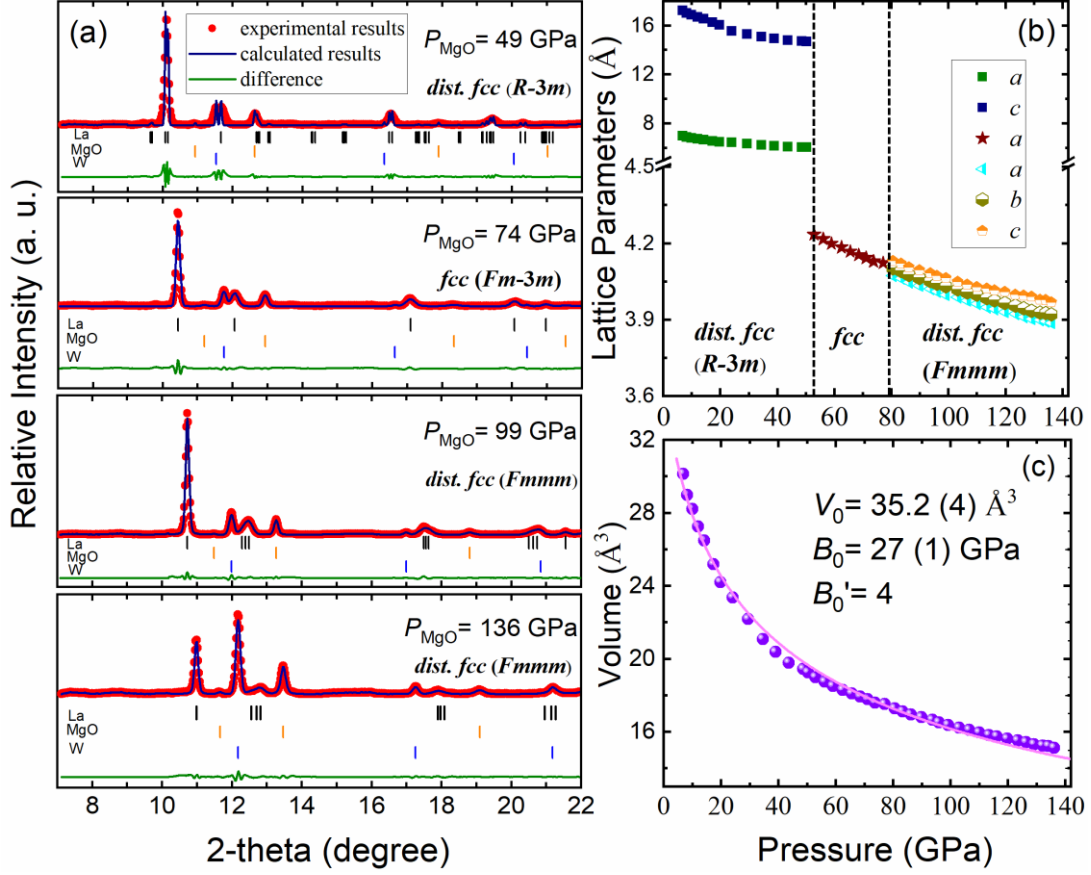 (a)
experimental results
calculated results
difference
P_MgO = 49 GPa
dist. fcc (R-3m)
La
MgO
W
P_MgO = 74 GPa
fcc (Fm-3m)
La
MgO
W
P_MgO = 99 GPa
dist. fcc (Fmmm)
La
MgO
W
P_MgO = 136 GPa
dist. fcc (Fmmm)
La
MgO
W
8 10 12 14 16 18 20 22
2-theta (degree)
Relative Intensity (a. u.)
(b)
16
12
8
4.5
4.2
3.9
3.6
Lattice Parameters (Å)
a
c
a
a
b
c
dist. fcc
(R-3m)
fcc
dist. fcc
(Fmmm)
0 20 40 60 80 100 120 140
(c)
32
28
24
20
16
Volume (Å³)
V₀ = 35.2 (4) Å³
B₀ = 27 (1) GPa
B₀' = 4
0 20 40 60 80 100 120 140
Pressure (GPa)